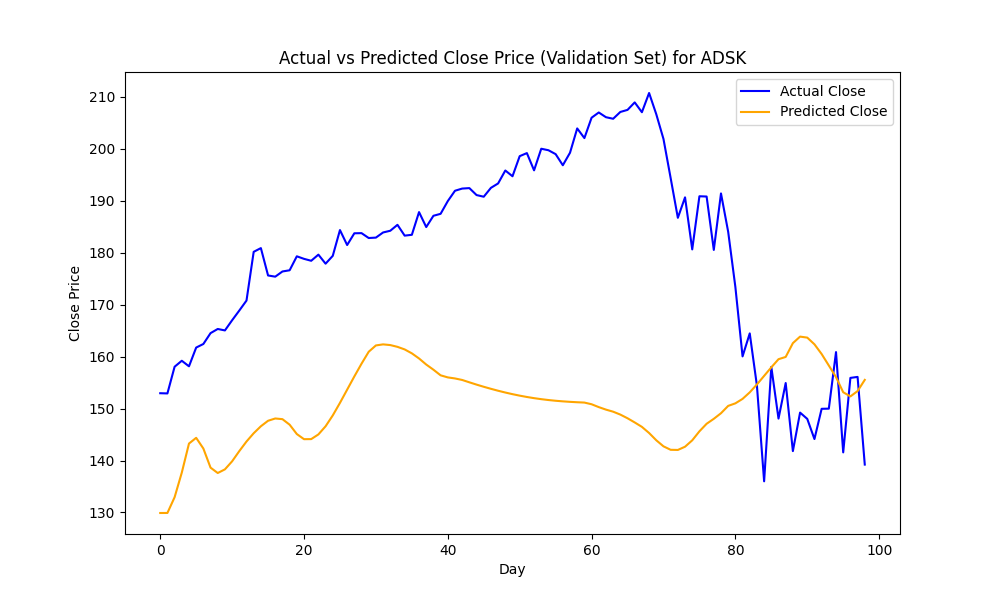 Actual vs Predicted Close Price (Validation Set) for ADSK
Actual Close
Predicted Close
Close Price
210
200
190
180
170
160
150
140
130
0 20 40 60 80 100
Day